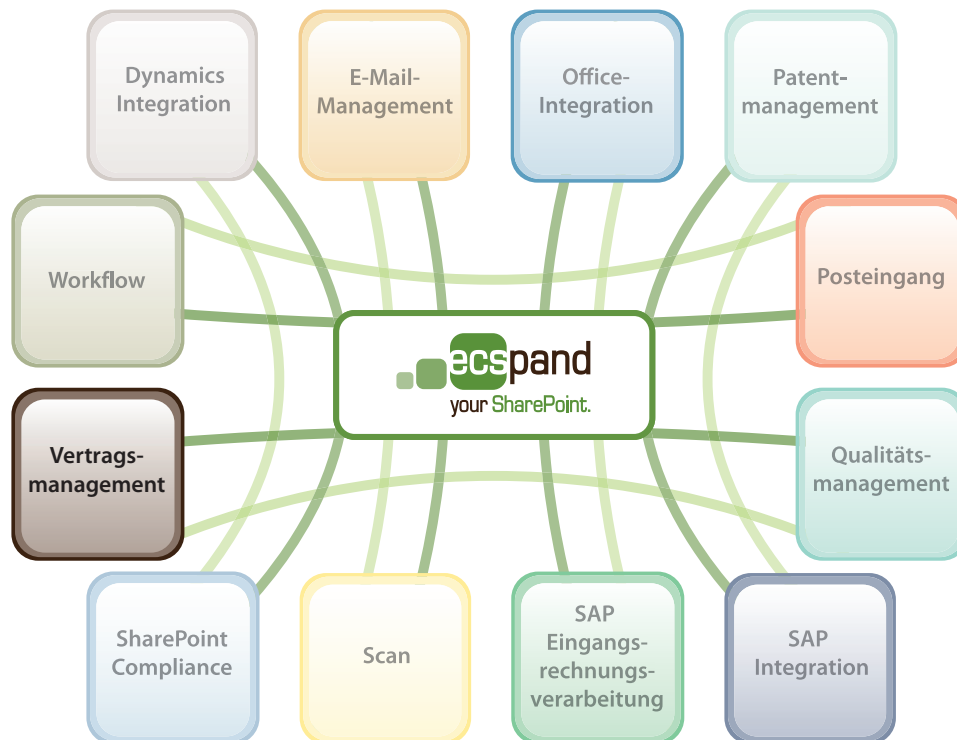 Dynamics
Integration
E-Mail-
Management
Office-
Integration
Patent-
management
Workflow
Posteingang
ecspand
your SharePoint.
Vertrags-
management
Qualitäts-
management
SharePoint
Compliance
Scan
SAP
Eingangs-
rechnungs-
verarbeitung
SAP
Integration